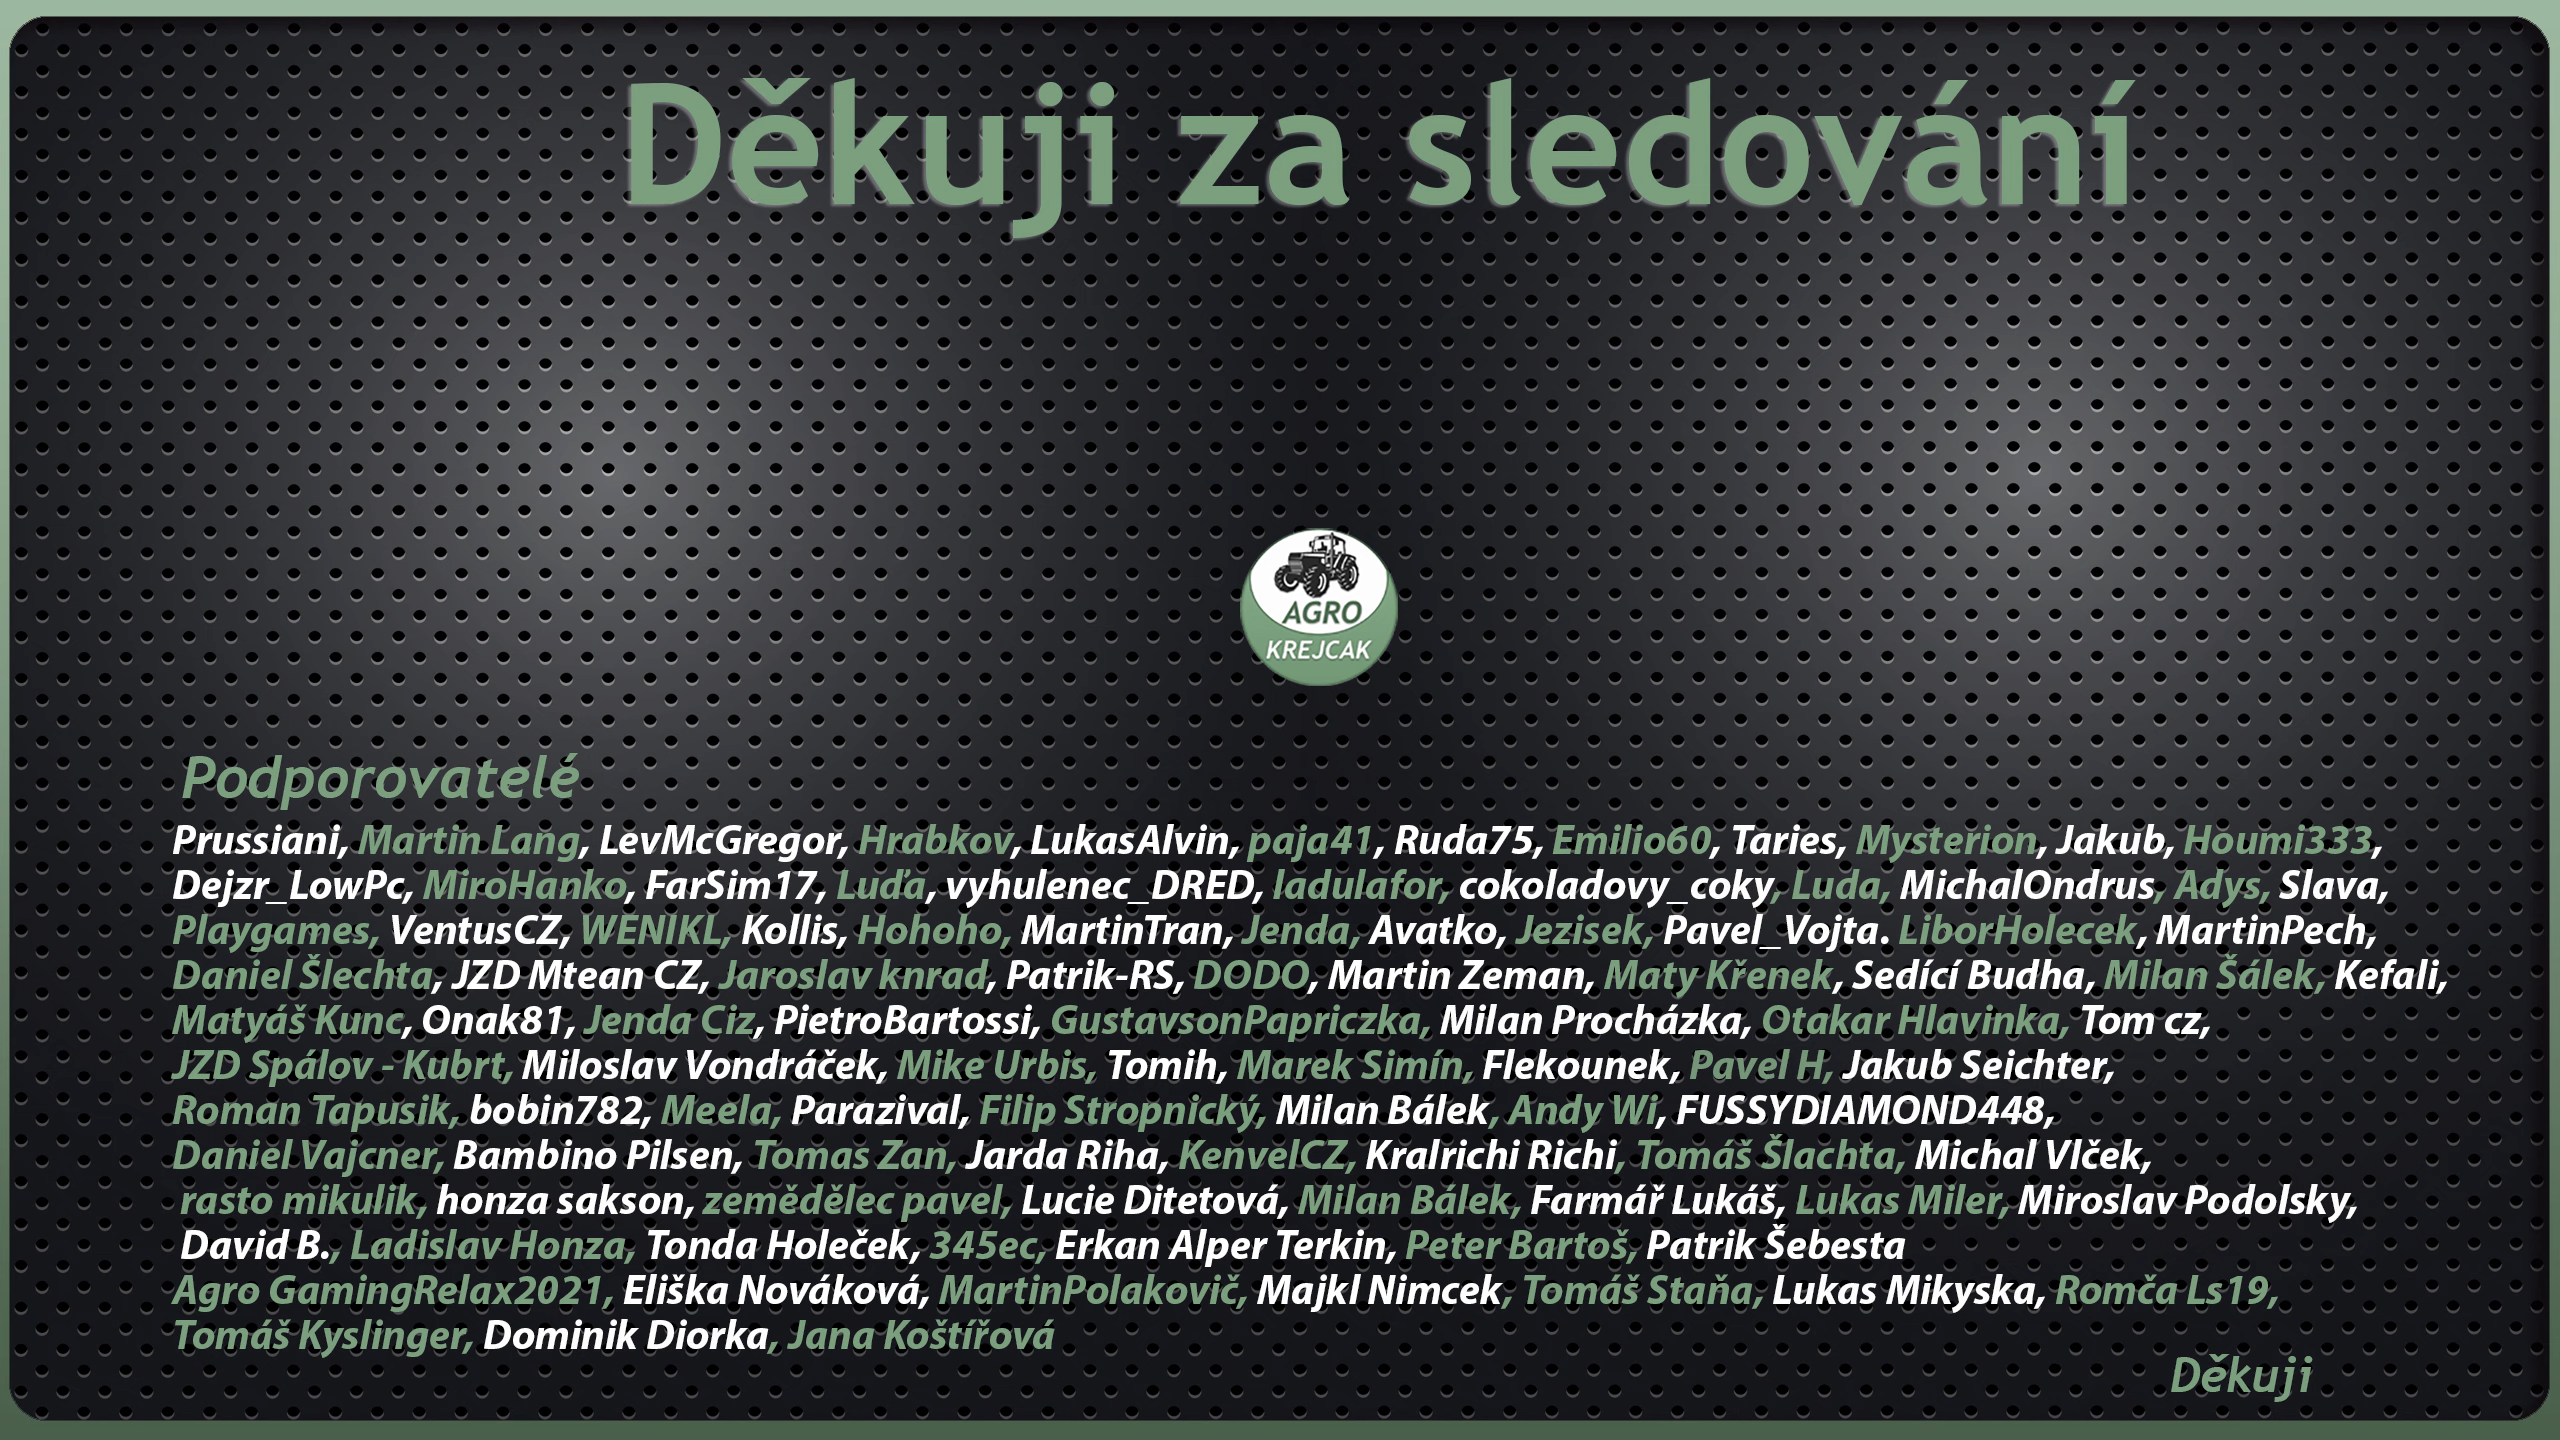 Děkuji za sledování
AGRO
KREJCAK
Podporovatelé
Prussiani, Martin Lang, LevMcGregor, Hrabkov, LukasAlvin, paja41, Ruda75, Emilio60, Taries, Mysterion, Jakub, Houmi333,
Dejzr_LowPc, MiroHanko, FarSim17, Luďa, vyhulenec_DRED, ladulafor, cokoladovy_coky, Luda, MichalOndrus, Adys, Slava,
Playgames, VentusCZ, WENIKL, Kollis, Hohoho, MartinTran, Jenda, Avatko, Jezisek, Pavel_Vojta. LiborHolecek, MartinPech,
Daniel Šlechta, JZD Mtean CZ, Jaroslav knrad, Patrik-RS, DODO, Martin Zeman, Maty Křenek, Sedící Budha, Milan Šálek, Kefali,
Matyáš Kunc, Onak81, Jenda Ciz, PietroBartossi, GustavsonPapriczka, Milan Procházka, Otakar Hlavinka, Tom cz,
JZD Spálov - Kubrt, Miloslav Vondráček, Mike Urbis, Tomih, Marek Simín, Flekounek, Pavel H, Jakub Seichter,
Roman Tapusik, bobin782, Meela, Parazival, Filip Stropnický, Milan Bálek, Andy Wi, FUSSYDIAMOND448,
Daniel Vajcner, Bambino Pilsen, Tomas Zan, Jarda Riha, KenvelCZ, Kralrichi Richi, Tomáš Šlachta, Michal Vlček,
rasto mikulik, honza sakson, zemědělec pavel, Lucie Ditetová, Milan Bálek, Farmář Lukáš, Lukas Miler, Miroslav Podolsky,
David B., Ladislav Honza, Tonda Holeček, 345ec, Erkan Alper Terkin, Peter Bartoš, Patrik Šebesta
Agro GamingRelax2021, Eliška Nováková, MartinPolakovič, Majkl Nimcek, Tomáš Staňa, Lukas Mikyska, Romča Ls19,
Tomáš Kyslinger, Dominik Diorka, Jana Koštířová
Děkuji